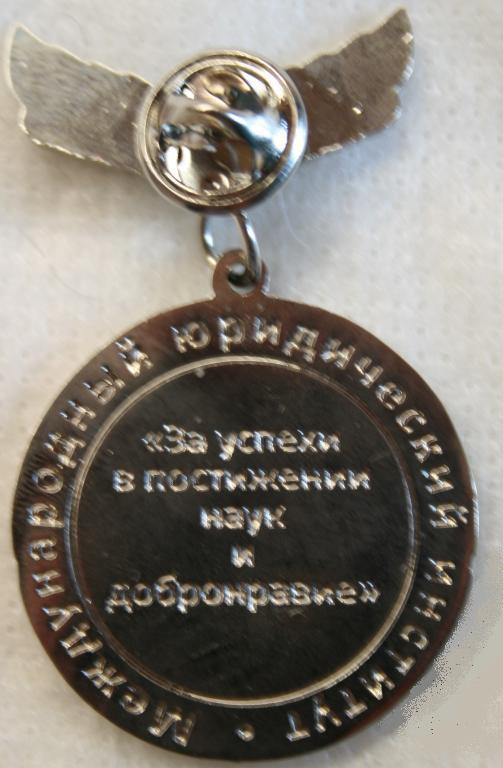 Международный юридический институт •
«За успехи
в постижении
наук
и
добронравие»